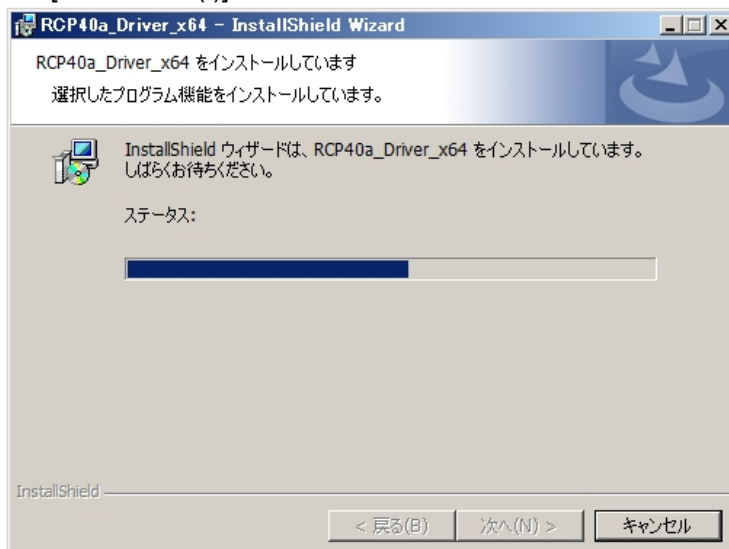 RCP40a_Driver_x64 - InstallShield Wizard
RCP40a_Driver_x64 をインストールしています
選択したプログラム機能をインストールしています。
InstallShield ウィザードは、RCP40a_Driver_x64 をインストールしています。
しばらくお待ちください。
ステータス:
InstallShield
< 戻る(B)
次へ(N) >
キャンセル